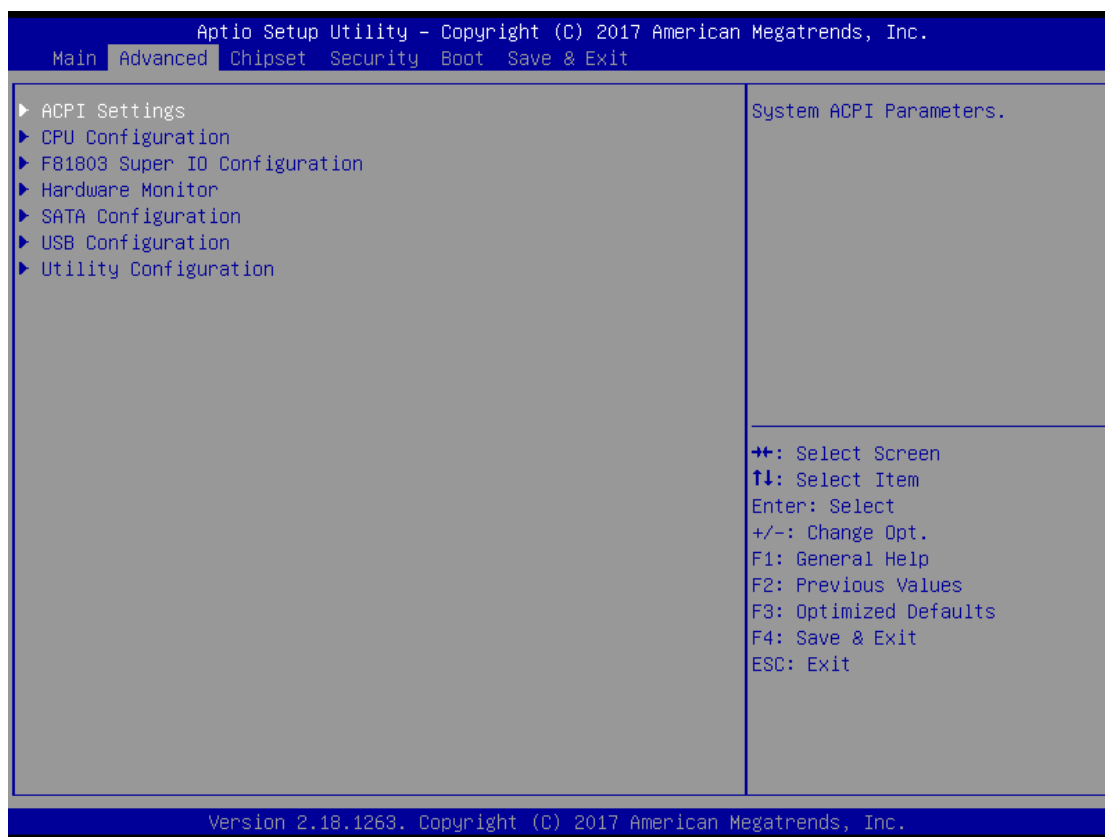 Aptio Setup Utility – Copyright (C) 2017 American Megatrends, Inc.
Main Advanced Chipset Security Boot Save & Exit
▶ ACPI Settings
▶ CPU Configuration
▶ F81803 Super IO Configuration
▶ Hardware Monitor
▶ SATA Configuration
▶ USB Configuration
▶ Utility Configuration
System ACPI Parameters.
→←: Select Screen
↑↓: Select Item
Enter: Select
+/-: Change Opt.
F1: General Help
F2: Previous Values
F3: Optimized Defaults
F4: Save & Exit
ESC: Exit
Version 2.18.1263. Copyright (C) 2017 American Megatrends, Inc.